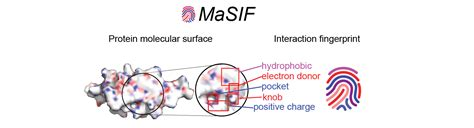 MaSIF
Protein molecular surface
Interaction fingerprint
hydrophobic
electron donor
pocket
knob
positive charge